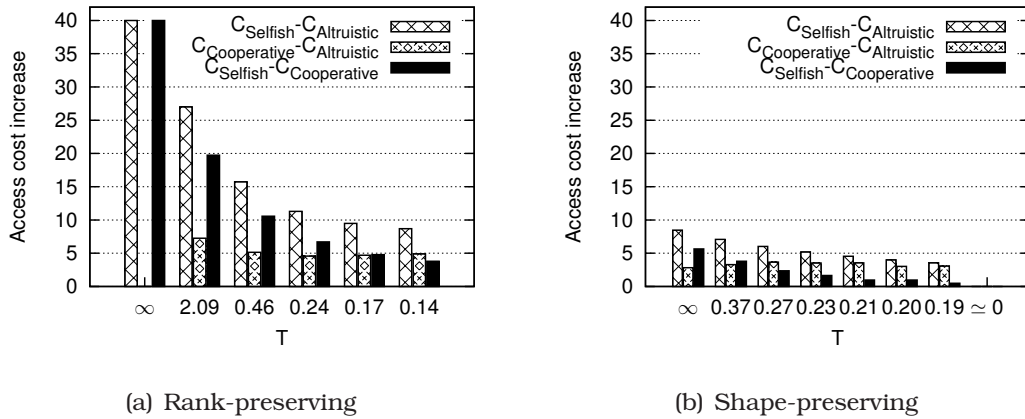 C_Selfish-C_Altruistic
C_Cooperative-C_Altruistic
C_Selfish-C_Cooperative
Access cost increase
40
35
30
25
20
15
10
5
0
∞ 2.09 0.46 0.24 0.17 0.14
T
(a) Rank-preserving
C_Selfish-C_Altruistic
C_Cooperative-C_Altruistic
C_Selfish-C_Cooperative
Access cost increase
40
35
30
25
20
15
10
5
0
∞ 0.37 0.27 0.23 0.21 0.20 0.19 ≃ 0
T
(b) Shape-preserving